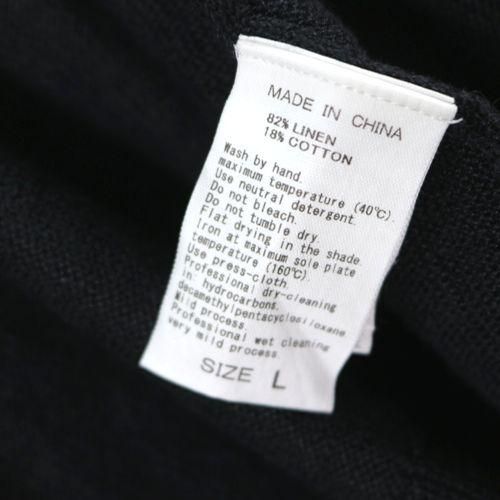 MADE IN CHINA
82% LINEN
18% COTTON
Wash by hand.
maximum temperature (40℃).
Use neutral detergent.
Do not bleach.
Do not tumble dry.
Flat drying in the shade.
Iron at maximum sole plate
temperature (160℃).
Use press-cloth.
Professional dry-cleaning
in: hydrocarbons.
decamethylpentacyclosiloxane
Mild process.
Professional wet cleaning
very mild process.
SIZE L